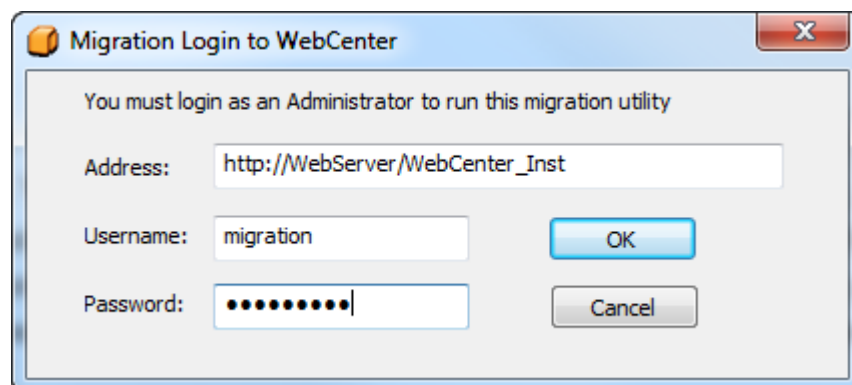 Migration Login to WebCenter
You must login as an Administrator to run this migration utility
Address: http://WebServer/WebCenter_Inst
Username: migration OK
Password: ●●●●●●●●● Cancel